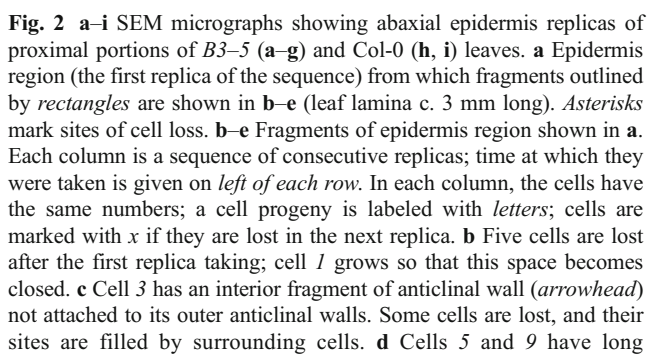 Fig. 2 a–i SEM micrographs showing abaxial epidermis replicas of
proximal portions of B3–5 (a–g) and Col-0 (h, i) leaves. a Epidermis
region (the first replica of the sequence) from which fragments outlined
by rectangles are shown in b–e (leaf lamina c. 3 mm long). Asterisks
mark sites of cell loss. b–e Fragments of epidermis region shown in a.
Each column is a sequence of consecutive replicas; time at which they
were taken is given on left of each row. In each column, the cells have
the same numbers; a cell progeny is labeled with letters; cells are
marked with x if they are lost in the next replica. b Five cells are lost
after the first replica taking; cell 1 grows so that this space becomes
closed. c Cell 3 has an interior fragment of anticlinal wall (arrowhead)
not attached to its outer anticlinal walls. Some cells are lost, and their
sites are filled by surrounding cells. d Cells 5 and 9 have long